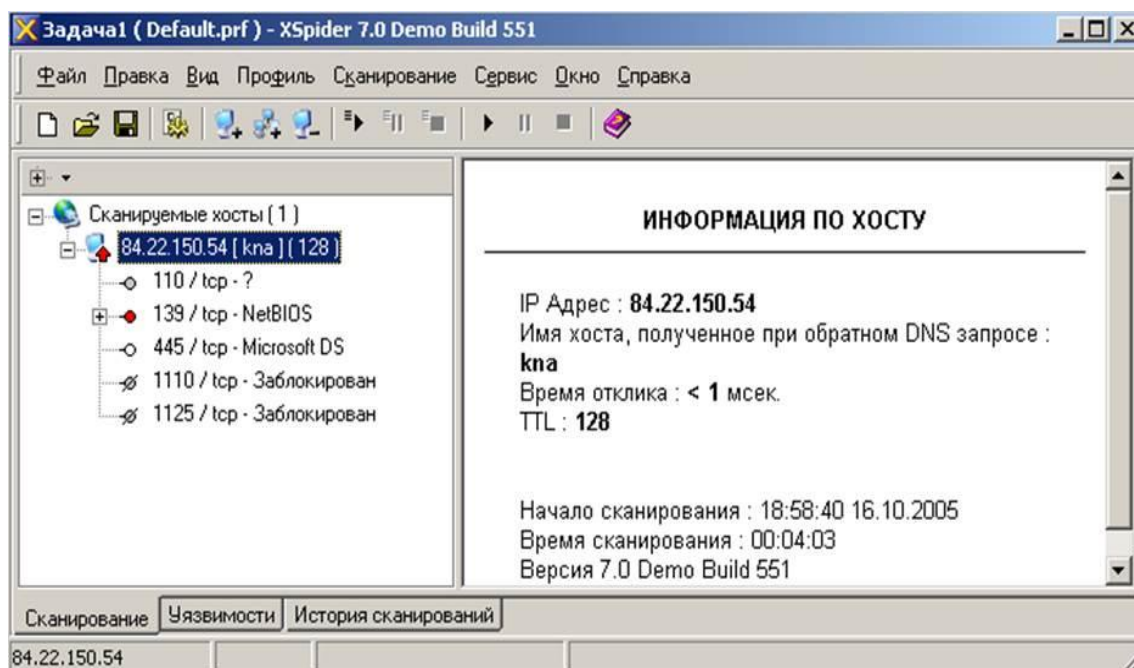 Задача1 ( Default.prf ) - XSpider 7.0 Demo Build 551
Файл Правка Вид Профиль Сканирование Сервис Окно Справка
Сканируемые хосты ( 1 )
84.22.150.54 [ kna ] ( 128 )
110 / tcp - ?
139 / tcp - NetBIOS
445 / tcp - Microsoft DS
1110 / tcp - Заблокирован
1125 / tcp - Заблокирован
ИНФОРМАЦИЯ ПО ХОСТУ
IP Адрес : 84.22.150.54
Имя хоста, полученное при обратном DNS запросе :
kna
Время отклика : < 1 мсек.
TTL : 128
Начало сканирования : 18:58:40 16.10.2005
Время сканирования : 00:04:03
Версия 7.0 Demo Build 551
Сканирование Уязвимости История сканирований
84.22.150.54